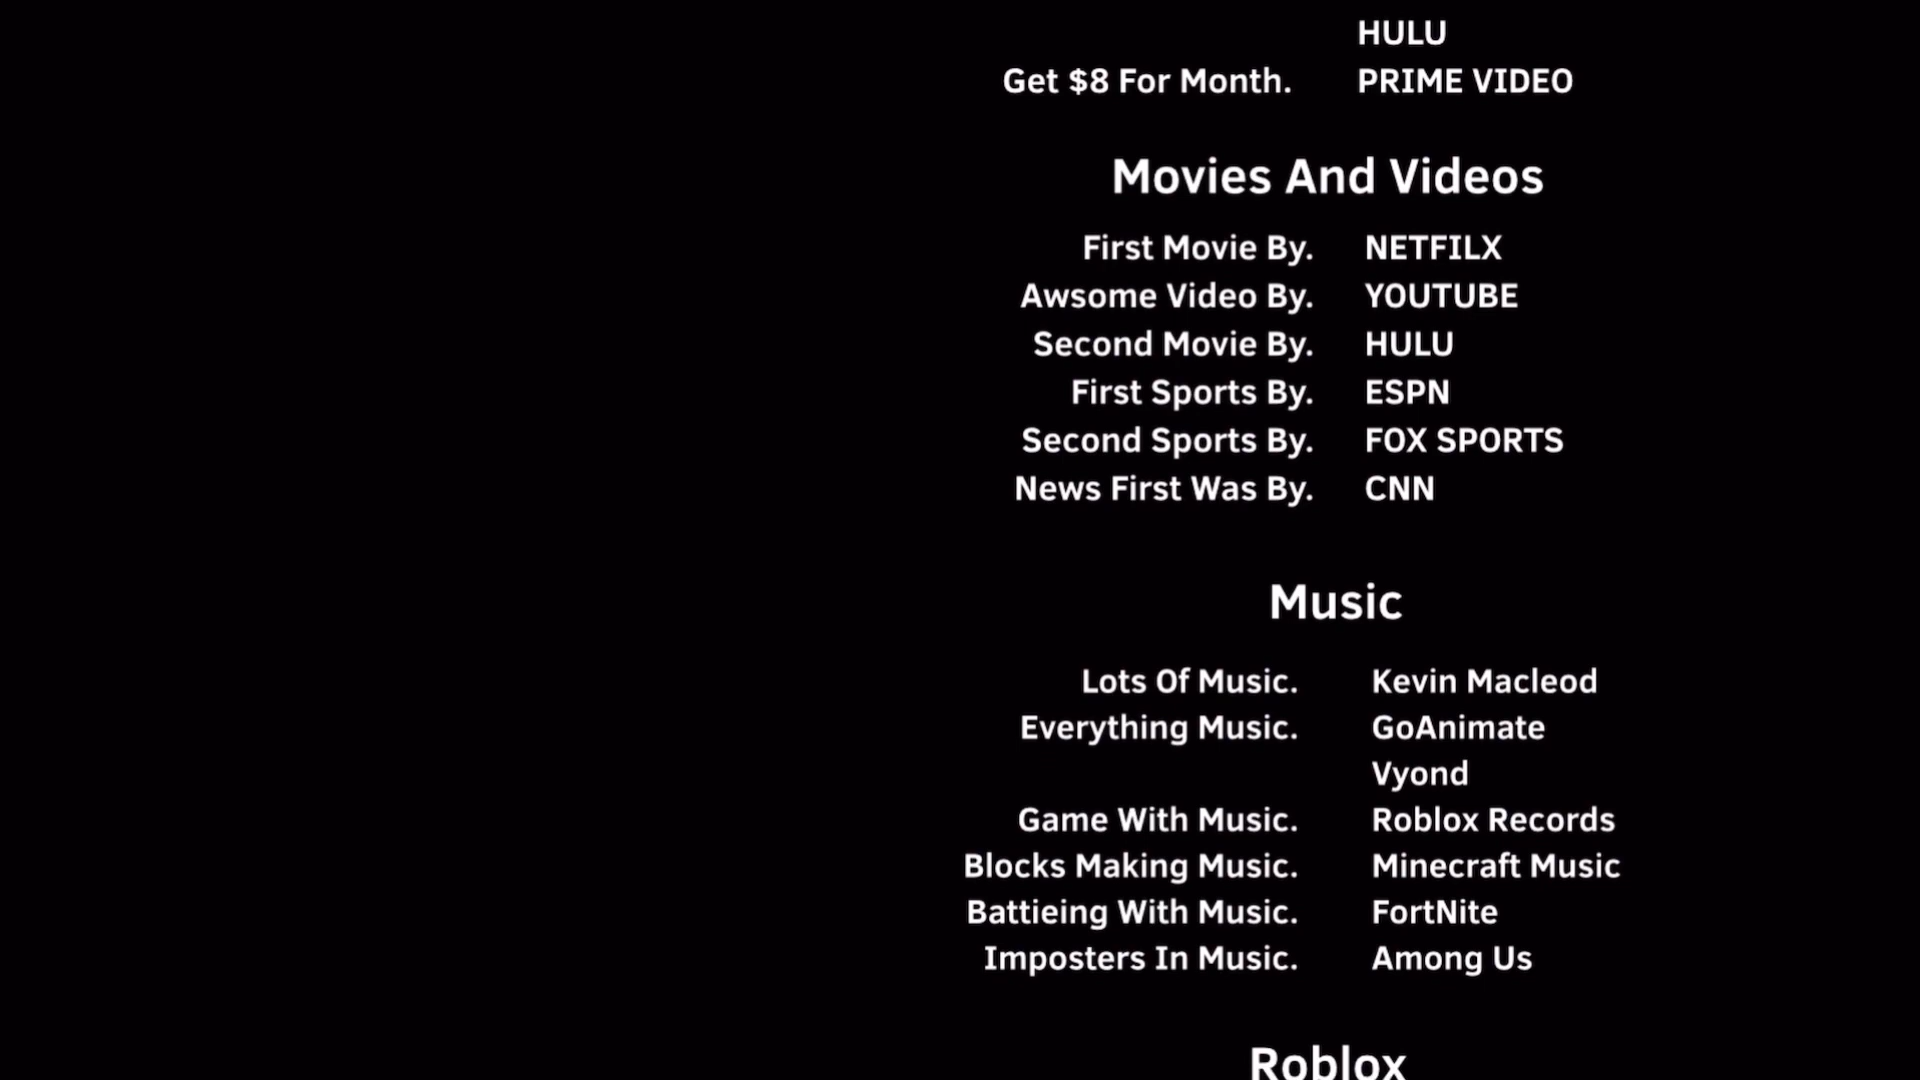 HULU
Get $8 For Month. PRIME VIDEO
Movies And Videos
First Movie By. NETFILX
Awsome Video By. YOUTUBE
Second Movie By. HULU
First Sports By. ESPN
Second Sports By. FOX SPORTS
News First Was By. CNN
Music
Lots Of Music. Kevin Macleod
Everything Music. GoAnimate
Vyond
Game With Music. Roblox Records
Blocks Making Music. Minecraft Music
Battieing With Music. FortNite
Imposters In Music. Among Us
Roblox